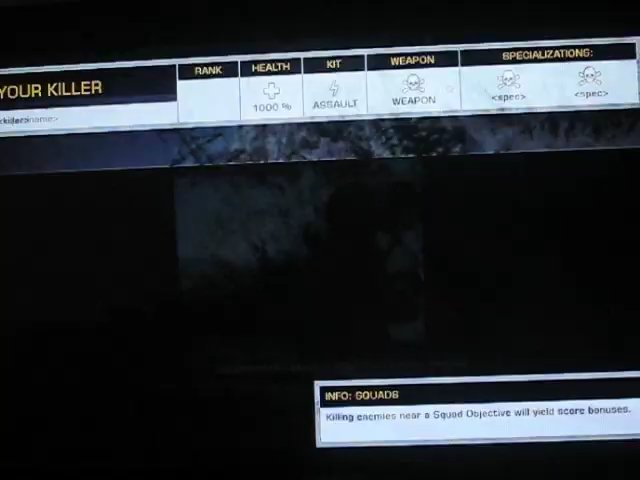 YOUR KILLER
<killername>
RANK
HEALTH
1000 %
KIT
ASSAULT
WEAPON
WEAPON
SPECIALIZATIONS:
<spec>
<spec>
INFO: SQUADS
Killing enemies near a Squad Objective will yield score bonuses.